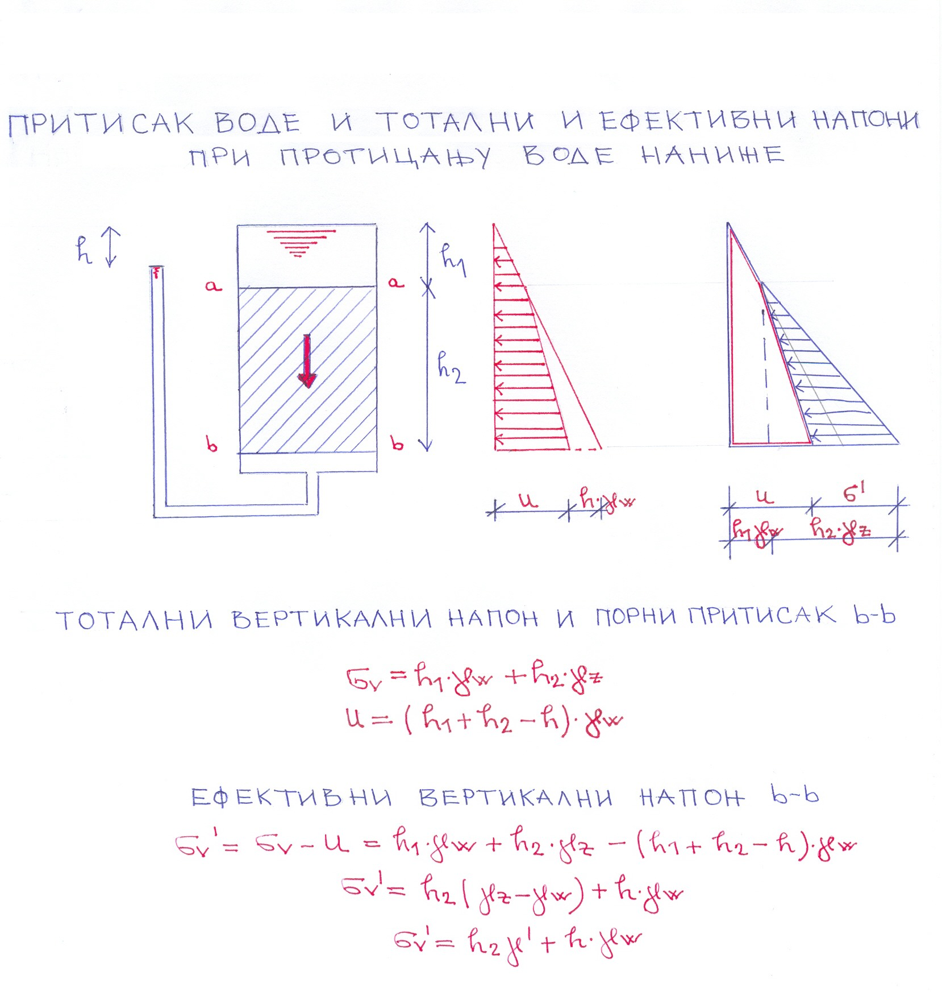 ПРИТИСАК ВОДЕ И ТОТАЛНИ И ЕФЕКТИВНИ НАПОНИ
ПРИ ПРОТИЦАЊУ ВОДЕ НАНИЖЕ
h
h1
a a
h2
b b
u h·γw
u σ'
h1γw h2·γz
ТОТАЛНИ ВЕРТИКАЛНИ НАПОН И ПОРНИ ПРИТИСАК b-b
σv = h1·γw + h2·γz
u = (h1 + h2 - h)·γw
ЕФЕКТИВНИ ВЕРТИКАЛНИ НАПОН b-b
σv' = σv - u = h1·γw + h2·γz - (h1 + h2 - h)·γw
σv' = h2(γz - γw) + h·γw
σv' = h2γ' + h·γw